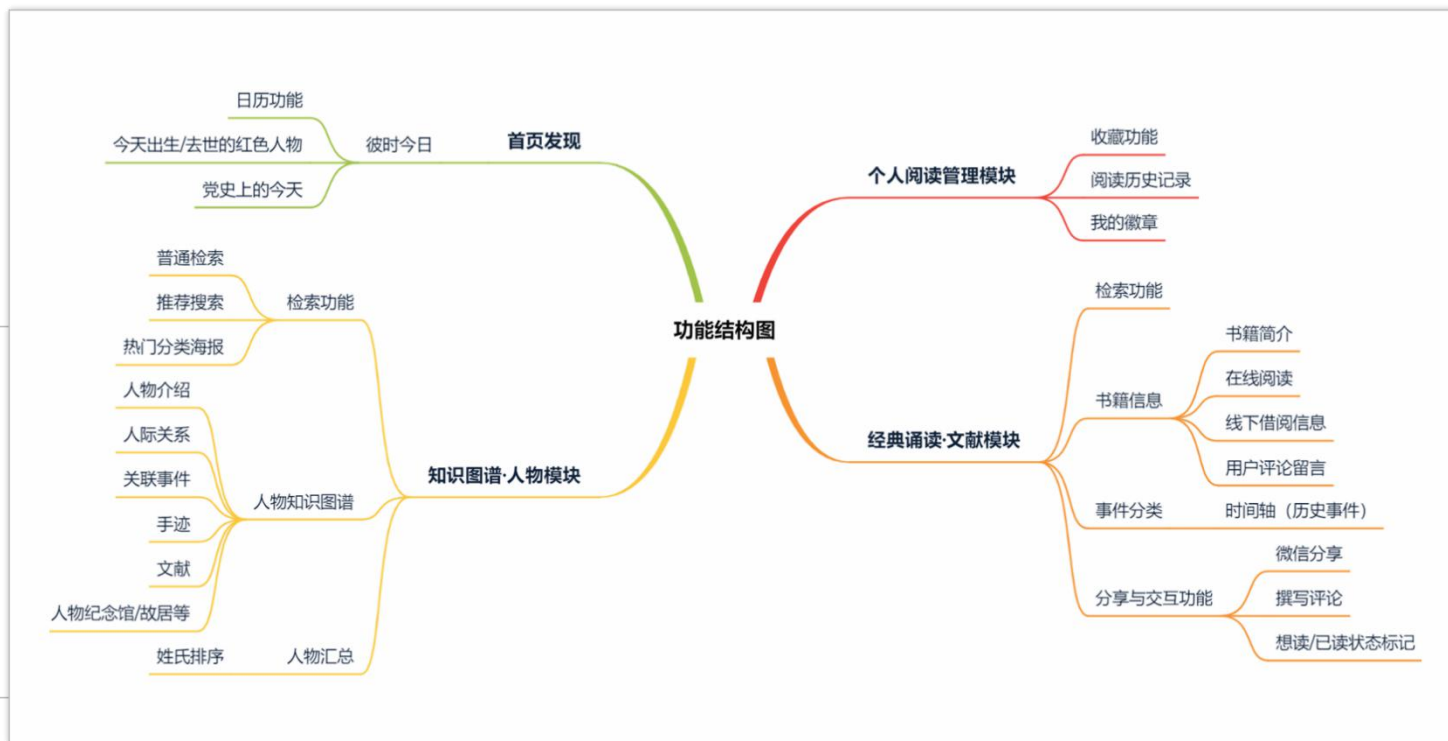 功能结构图
首页发现
彼时今日
日历功能
今天出生/去世的红色人物
党史上的今天
知识图谱·人物模块
检索功能
普通检索
推荐搜索
热门分类海报
人物知识图谱
人物介绍
人际关系
关联事件
手迹
文献
人物纪念馆/故居等
人物汇总
姓氏排序
个人阅读管理模块
收藏功能
阅读历史记录
我的徽章
经典诵读·文献模块
检索功能
书籍信息
书籍简介
在线阅读
线下借阅信息
用户评论留言
事件分类
时间轴（历史事件）
分享与交互功能
微信分享
撰写评论
想读/已读状态标记